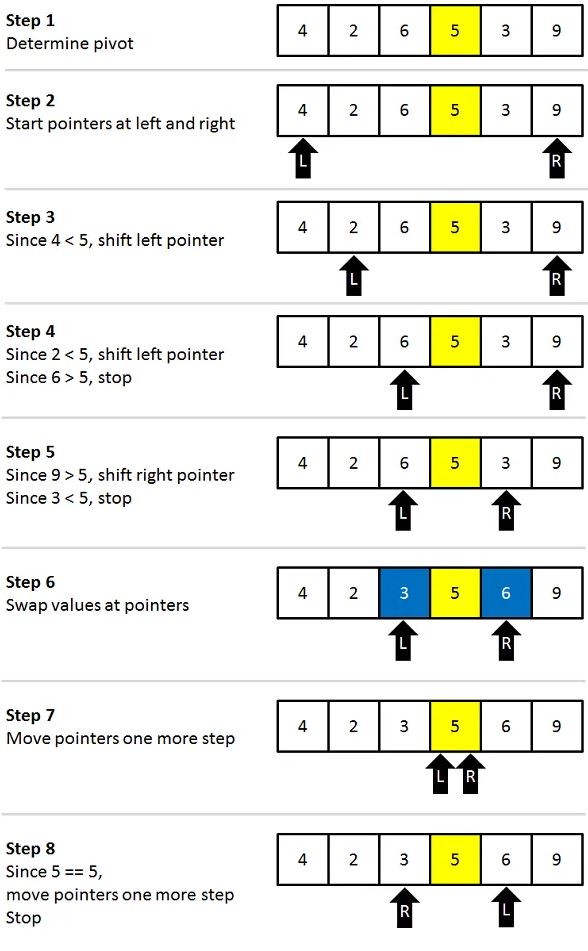 Step 1
Determine pivot
4 2 6 5 3 9
Step 2
Start pointers at left and right
4 2 6 5 3 9
L R
Step 3
Since 4 < 5, shift left pointer
4 2 6 5 3 9
L R
Step 4
Since 2 < 5, shift left pointer
Since 6 > 5, stop
4 2 6 5 3 9
L R
Step 5
Since 9 > 5, shift right pointer
Since 3 < 5, stop
4 2 6 5 3 9
L R
Step 6
Swap values at pointers
4 2 3 5 6 9
L R
Step 7
Move pointers one more step
4 2 3 5 6 9
L R
Step 8
Since 5 == 5,
move pointers one more step
Stop
4 2 3 5 6 9
R L